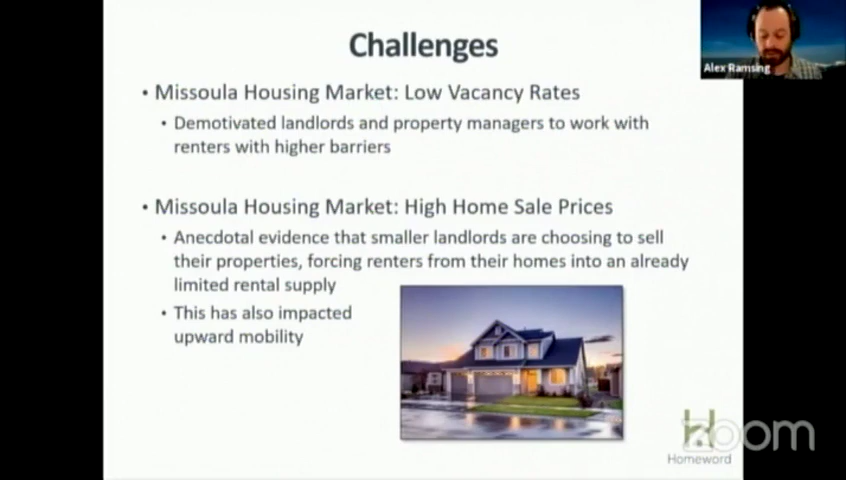 Challenges
Alex Ramsing
• Missoula Housing Market: Low Vacancy Rates
• Demotivated landlords and property managers to work with
renters with higher barriers
• Missoula Housing Market: High Home Sale Prices
• Anecdotal evidence that smaller landlords are choosing to sell
their properties, forcing renters from their homes into an already
limited rental supply
• This has also impacted
upward mobility
zoom
Homeword